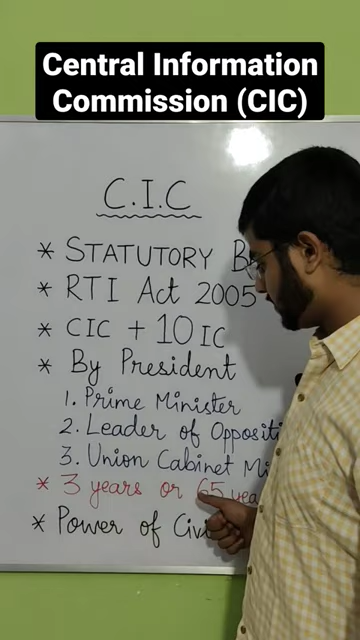 Central Information
Commission (CIC)
C.I.C
* STATUTORY B
* RTI Act 2005
* CIC + 10 IC
* By President
1. Prime Minister
2. Leader of Oppositi
3. Union Cabinet Mi
* 3 years or 65 yea
* Power of Civi